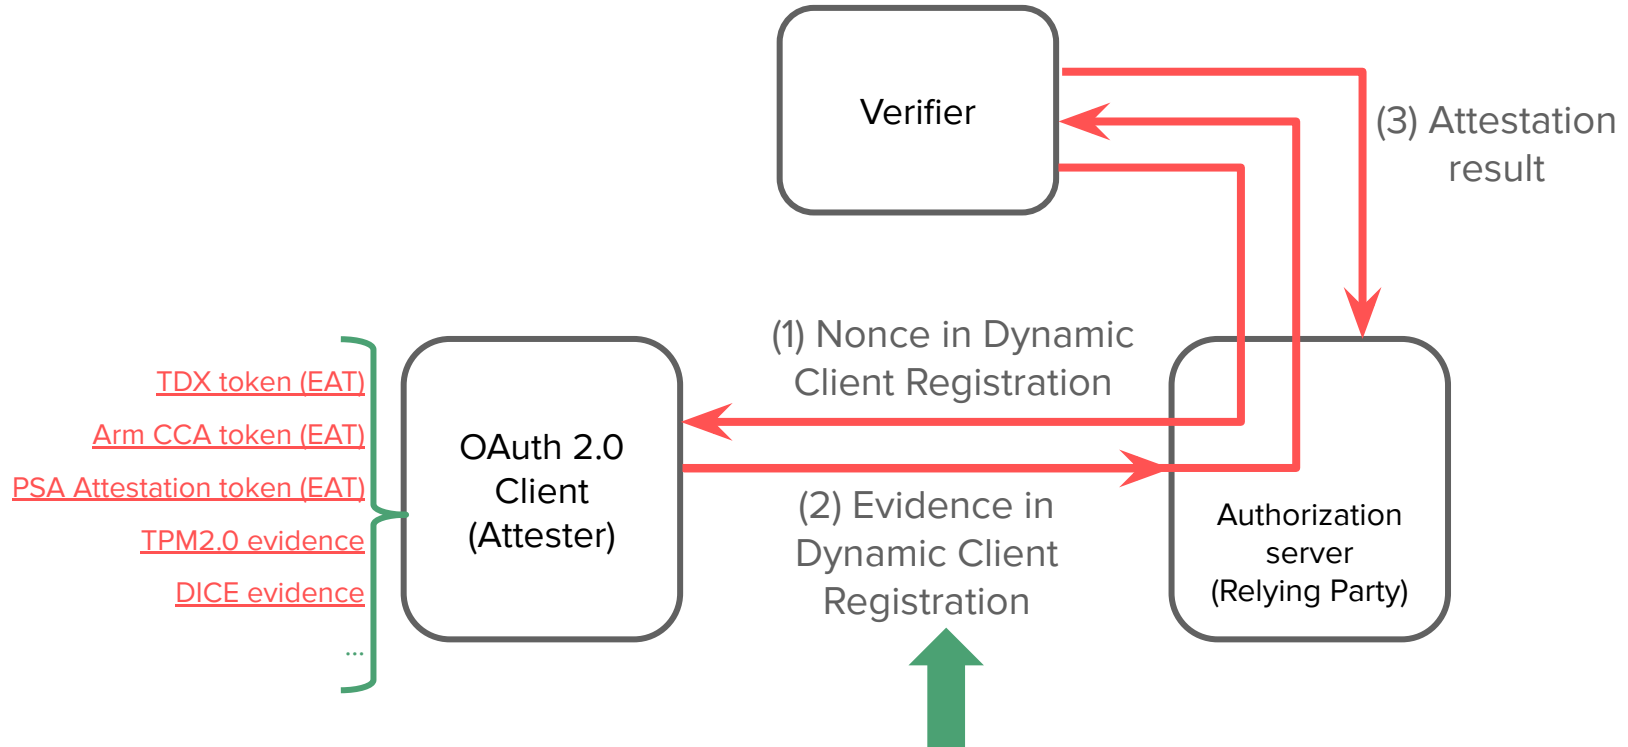 Verifier
(3) Attestation
result
(1) Nonce in Dynamic
Client Registration
TDX token (EAT)
Arm CCA token (EAT)
PSA Attestation token (EAT)
TPM2.0 evidence
DICE evidence
...
OAuth 2.0
Client
(Attester)
(2) Evidence in
Dynamic Client
Registration
Authorization
server
(Relying Party)